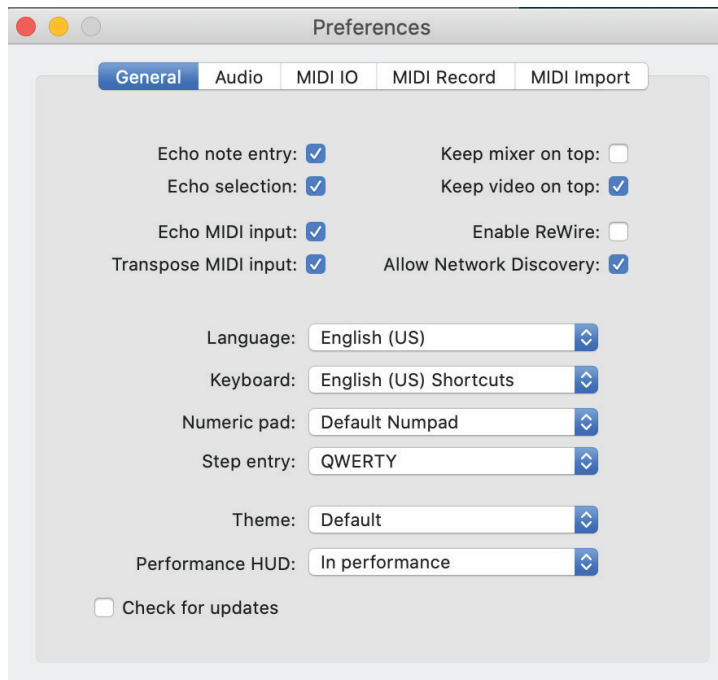 Preferences
General Audio MIDI IO MIDI Record MIDI Import
Echo note entry: Keep mixer on top:
Echo selection: Keep video on top:
Echo MIDI input: Enable ReWire:
Transpose MIDI input: Allow Network Discovery:
Language: English (US)
Keyboard: English (US) Shortcuts
Numeric pad: Default Numpad
Step entry: QWERTY
Theme: Default
Performance HUD: In performance
Check for updates